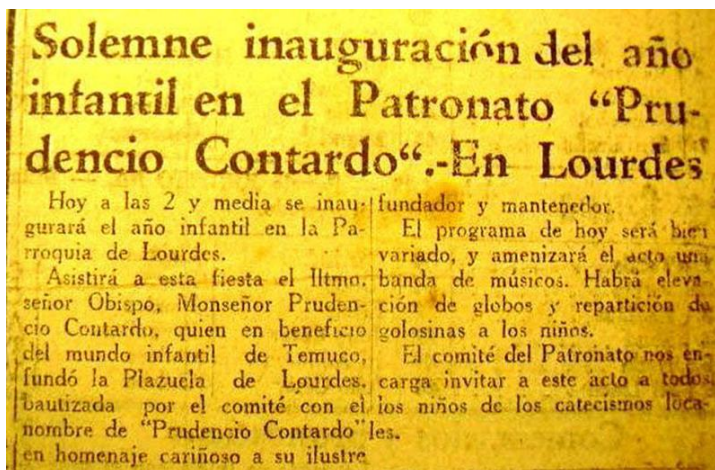 Solemne inauguración del año
infantil en el Patronato “Pru-
dencio Contardo“.-En Lourdes
Hoy a las 2 y media se inau-
gurará el año infantil en la Pa-
rroquia de Lourdes.
Asistirá a esta fiesta el Iltmo.
señor Obispo, Monseñor Pruden-
cio Contardo, quien en beneficio
del mundo infantil de Temuco,
fundó la Plazuela de Lourdes,
bautizada por el comité con el
nombre de “Prudencio Contardo”
en homenaje cariñoso a su ilustre
fundador y mantenedor.
El programa de hoy será bien
variado, y amenizará el acto una
banda de músicos. Habrá eleva-
ción de globos y repartición de
golosinas a los niños.
El comité del Patronato nos en-
carga invitar a este acto a todos
los niños de los catecismos loca-
les.